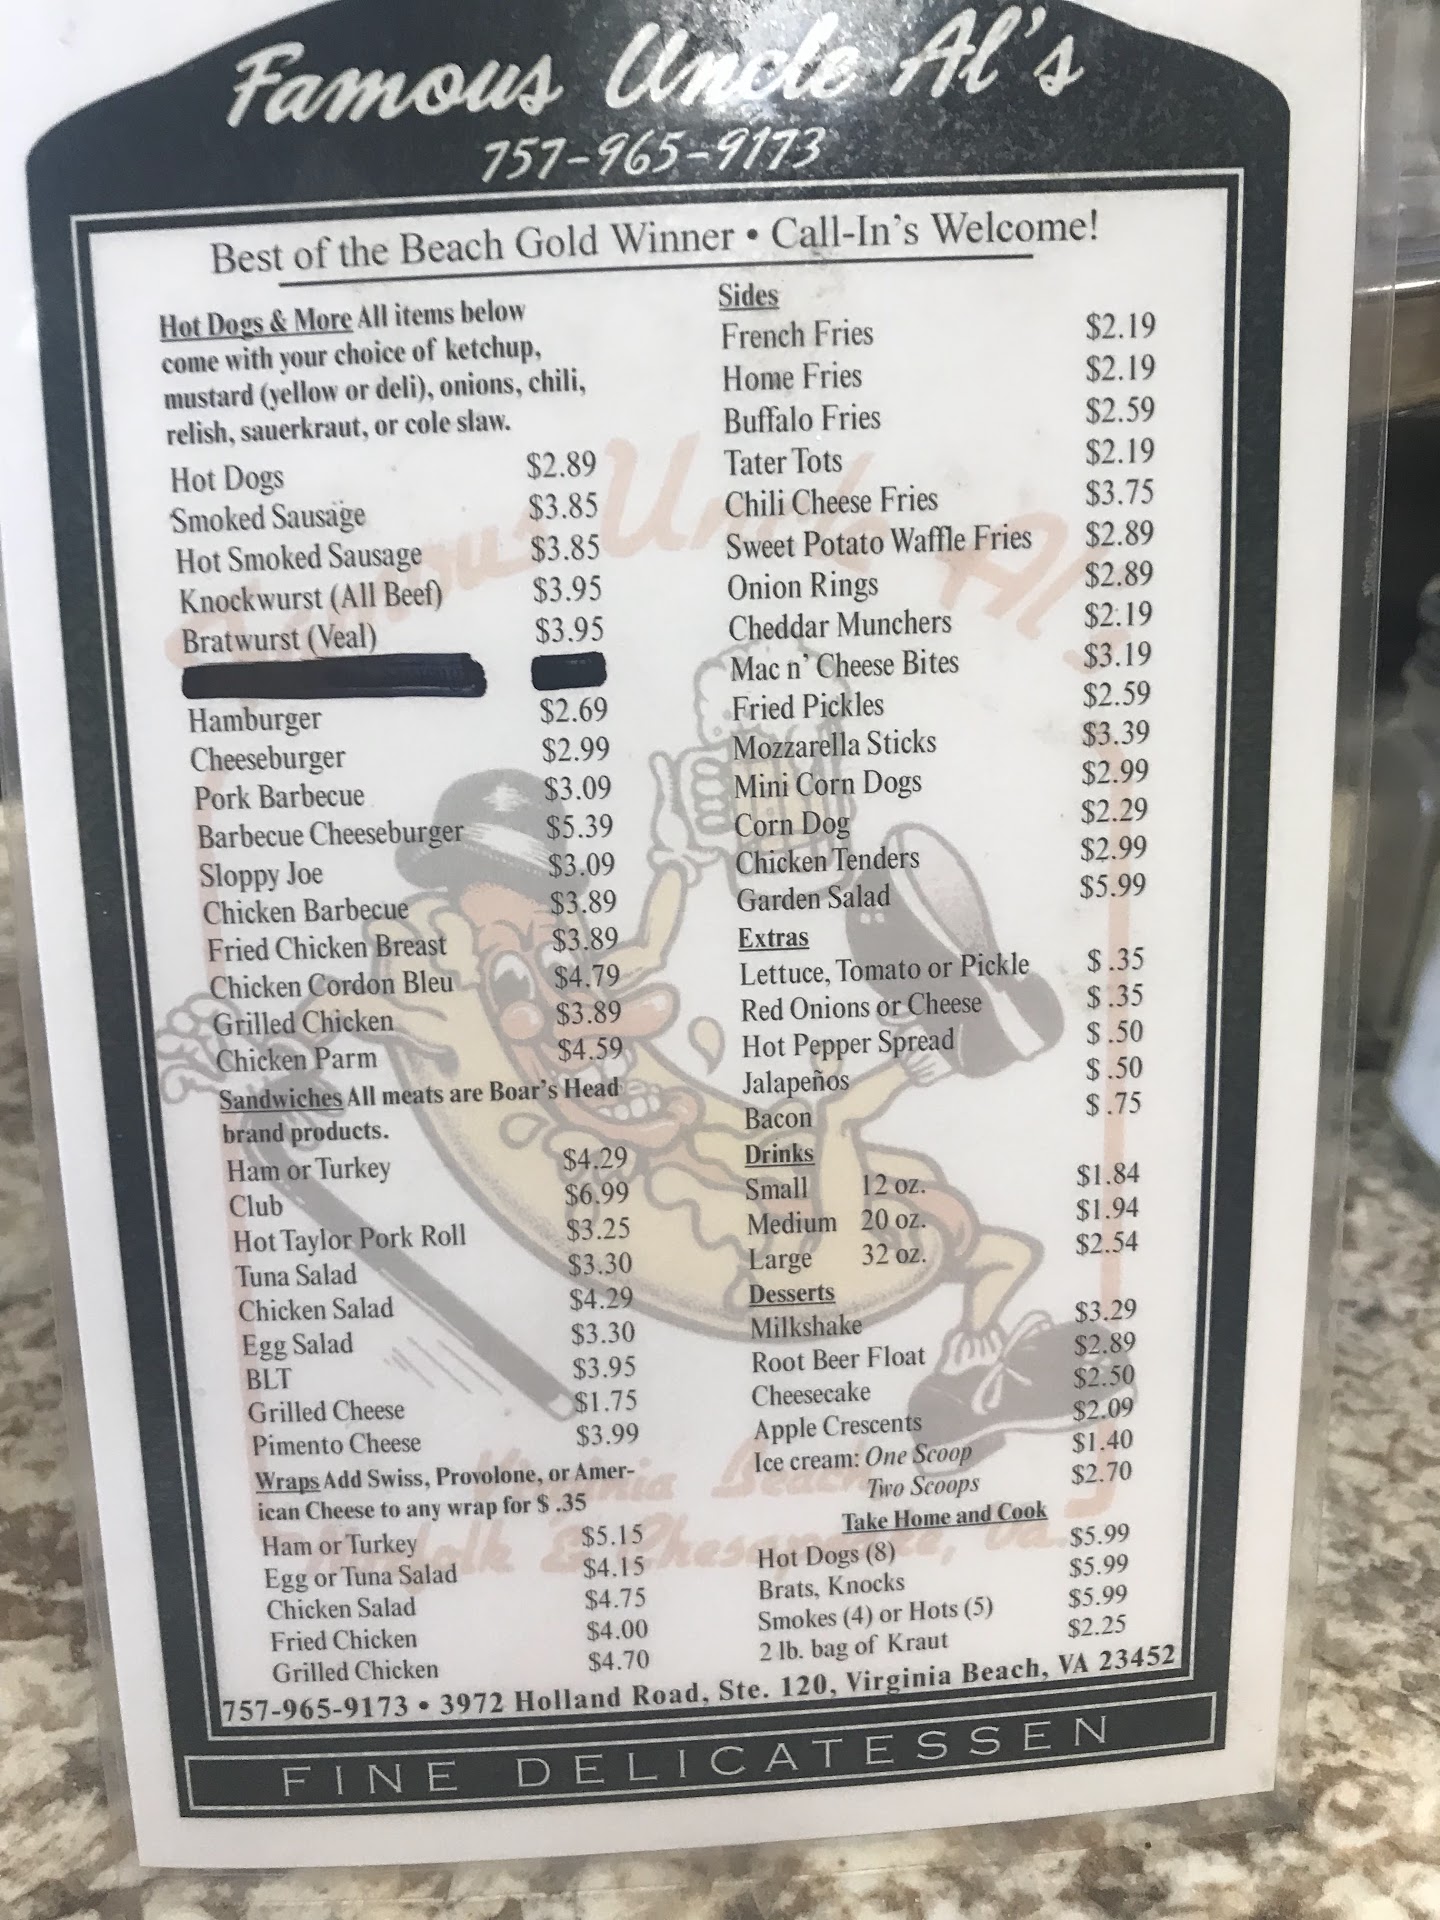 Famous Uncle Al's
757-965-9173
Best of the Beach Gold Winner • Call-In's Welcome!
Hot Dogs & More All items below
come with your choice of ketchup,
mustard (yellow or deli), onions, chili,
relish, sauerkraut, or cole slaw.
Hot Dogs $2.89
Smoked Sausage $3.85
Hot Smoked Sausage $3.85
Knockwurst (All Beef) $3.95
Bratwurst (Veal) $3.95
Hamburger $2.69
Cheeseburger $2.99
Pork Barbecue $3.09
Barbecue Cheeseburger $5.39
Sloppy Joe $3.09
Chicken Barbecue $3.89
Fried Chicken Breast $3.89
Chicken Cordon Bleu $4.79
Grilled Chicken $3.89
Chicken Parm $4.59
Sandwiches All meats are Boar's Head
brand products.
Ham or Turkey $4.29
Club $6.99
Hot Taylor Pork Roll $3.25
Tuna Salad $3.30
Chicken Salad $4.29
Egg Salad $3.30
BLT $3.95
Grilled Cheese $1.75
Pimento Cheese $3.99
Wraps Add Swiss, Provolone, or Amer-
ican Cheese to any wrap for $ .35
Ham or Turkey $5.15
Egg or Tuna Salad $4.15
Chicken Salad $4.75
Fried Chicken $4.00
Grilled Chicken $4.70
Sides
French Fries $2.19
Home Fries $2.19
Buffalo Fries $2.59
Tater Tots $2.19
Chili Cheese Fries $3.75
Sweet Potato Waffle Fries $2.89
Onion Rings $2.89
Cheddar Munchers $2.19
Mac n' Cheese Bites $3.19
Fried Pickles $2.59
Mozzarella Sticks $3.39
Mini Corn Dogs $2.99
Corn Dog $2.29
Chicken Tenders $2.99
Garden Salad $5.99
Extras
Lettuce, Tomato or Pickle $ .35
Red Onions or Cheese $ .35
Hot Pepper Spread $ .50
Jalapeños $ .50
Bacon $ .75
Drinks
Small 12 oz. $1.84
Medium 20 oz. $1.94
Large 32 oz. $2.54
Desserts
Milkshake $3.29
Root Beer Float $2.89
Cheesecake $2.50
Apple Crescents $2.09
Ice cream: One Scoop $1.40
Two Scoops $2.70
Take Home and Cook
Hot Dogs (8) $5.99
Brats, Knocks $5.99
Smokes (4) or Hots (5) $5.99
2 lb. bag of Kraut $2.25
757-965-9173 • 3972 Holland Road, Ste. 120, Virginia Beach, VA 23452
FINE DELICATESSEN
Famous Uncle Al's
Virginia Beach